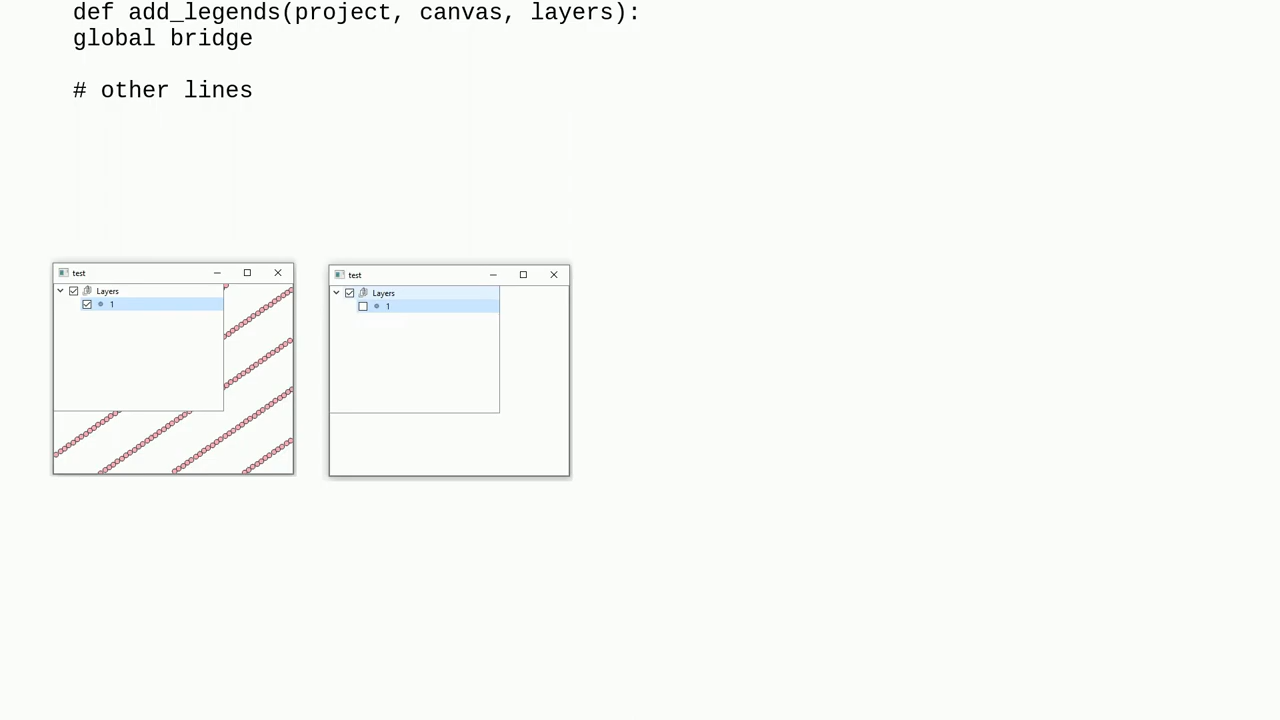 def add_legends(project, canvas, layers):
global bridge
# other lines
test
Layers
1
test
Layers
1